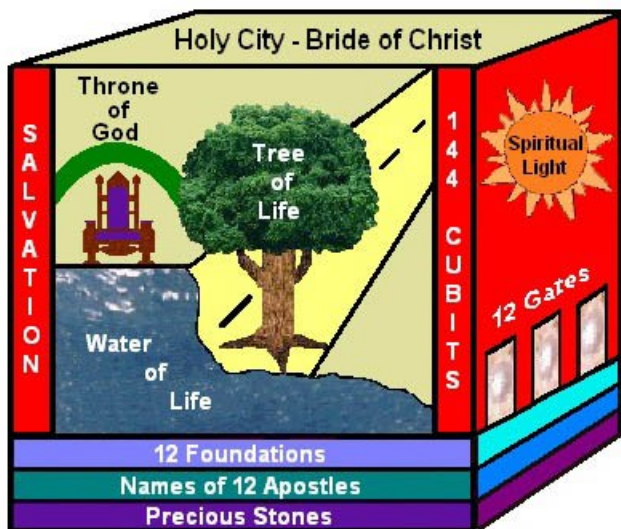 Holy City - Bride of Christ
Throne
of
God
SALVATION
Tree
of
Life
144 CUBITS
Spiritual
Light
12 Gates
Water
of
Life
12 Foundations
Names of 12 Apostles
Precious Stones